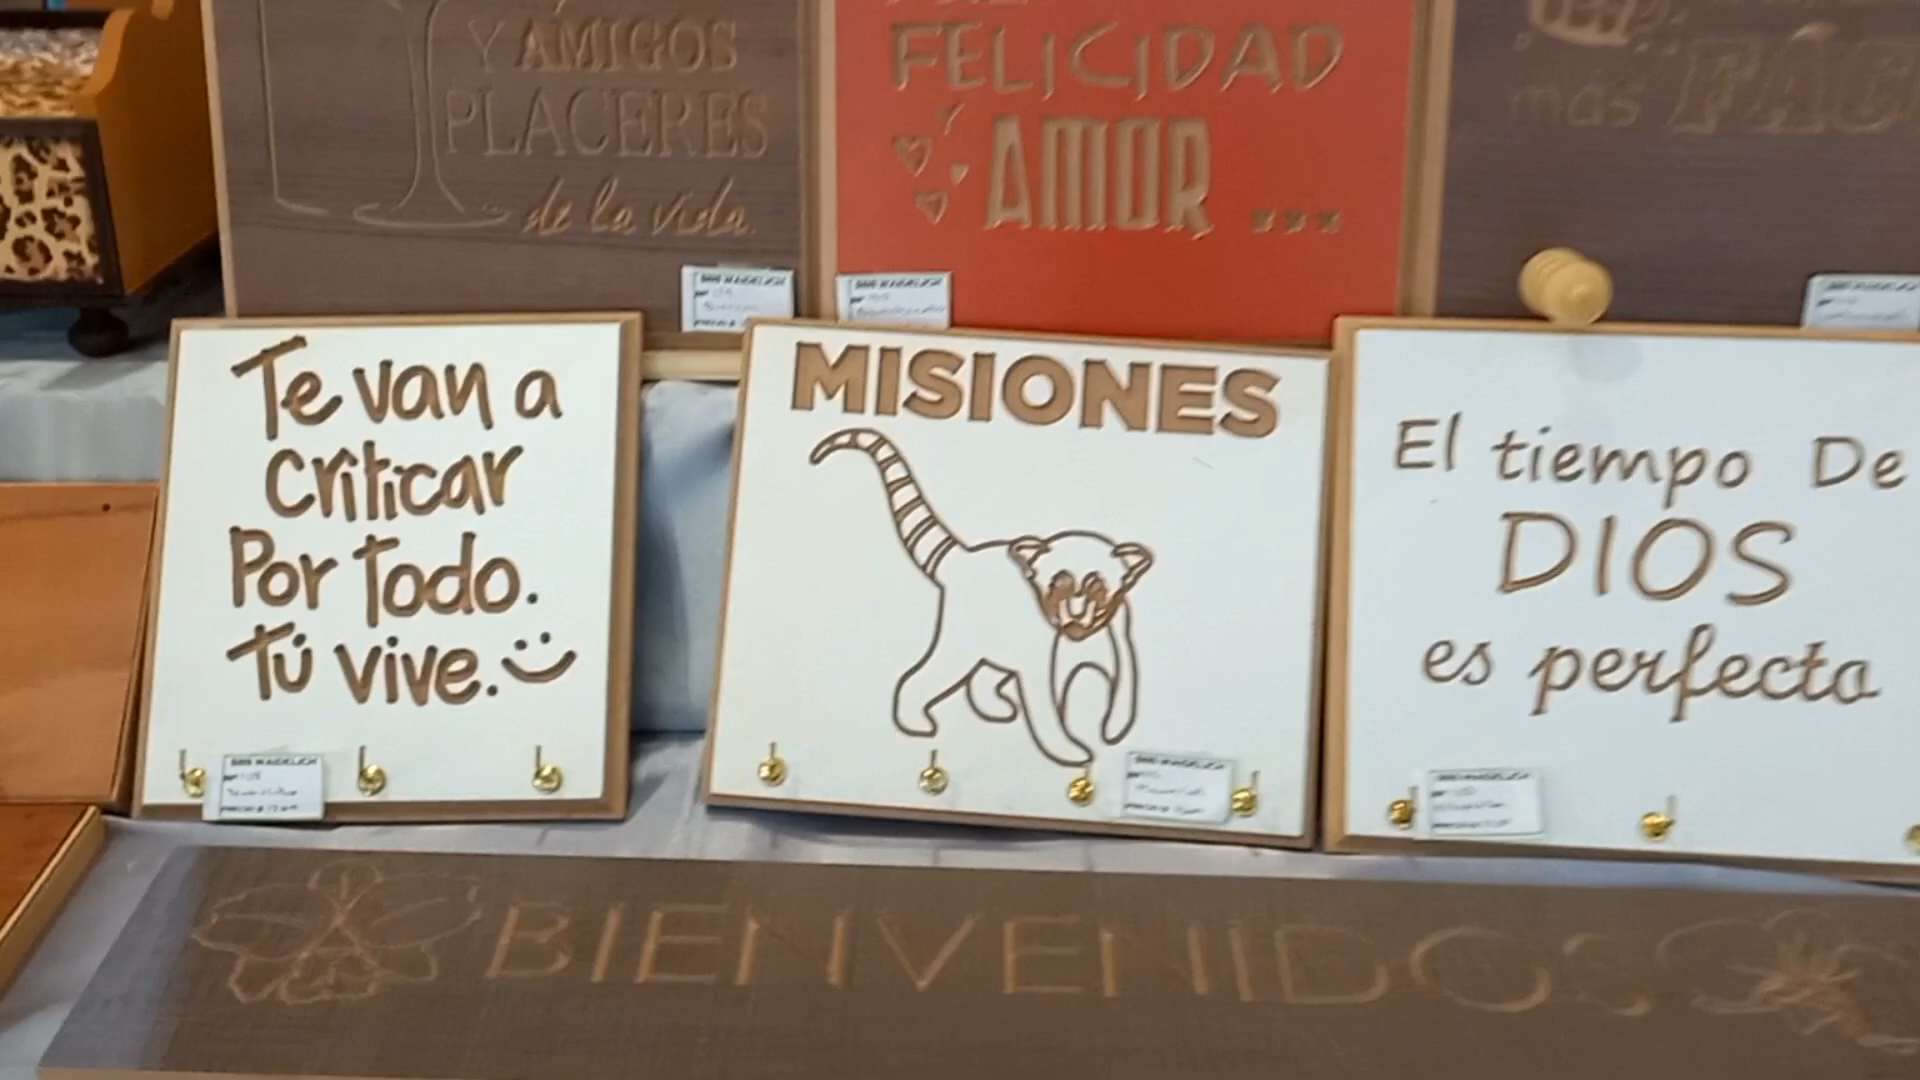 Y AMIGOS
PLACERES
de la vida
FELICIDAD
Y
AMOR ...
más
Te van a
criticar
Por Todo.
Tú vive.
MISIONES
El tiempo De
DIOS
es perfecto
BIENVENIDOS